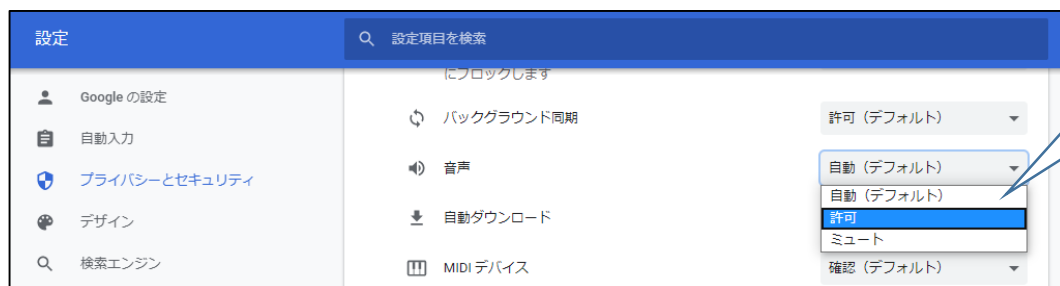 設定
設定項目を検索
Google の設定
自動入力
プライバシーとセキュリティ
デザイン
検索エンジン
にブロックします
バックグラウンド同期
許可（デフォルト）
音声
自動（デフォルト）
自動（デフォルト）
許可
ミュート
自動ダウンロード
MIDI デバイス
確認（デフォルト）